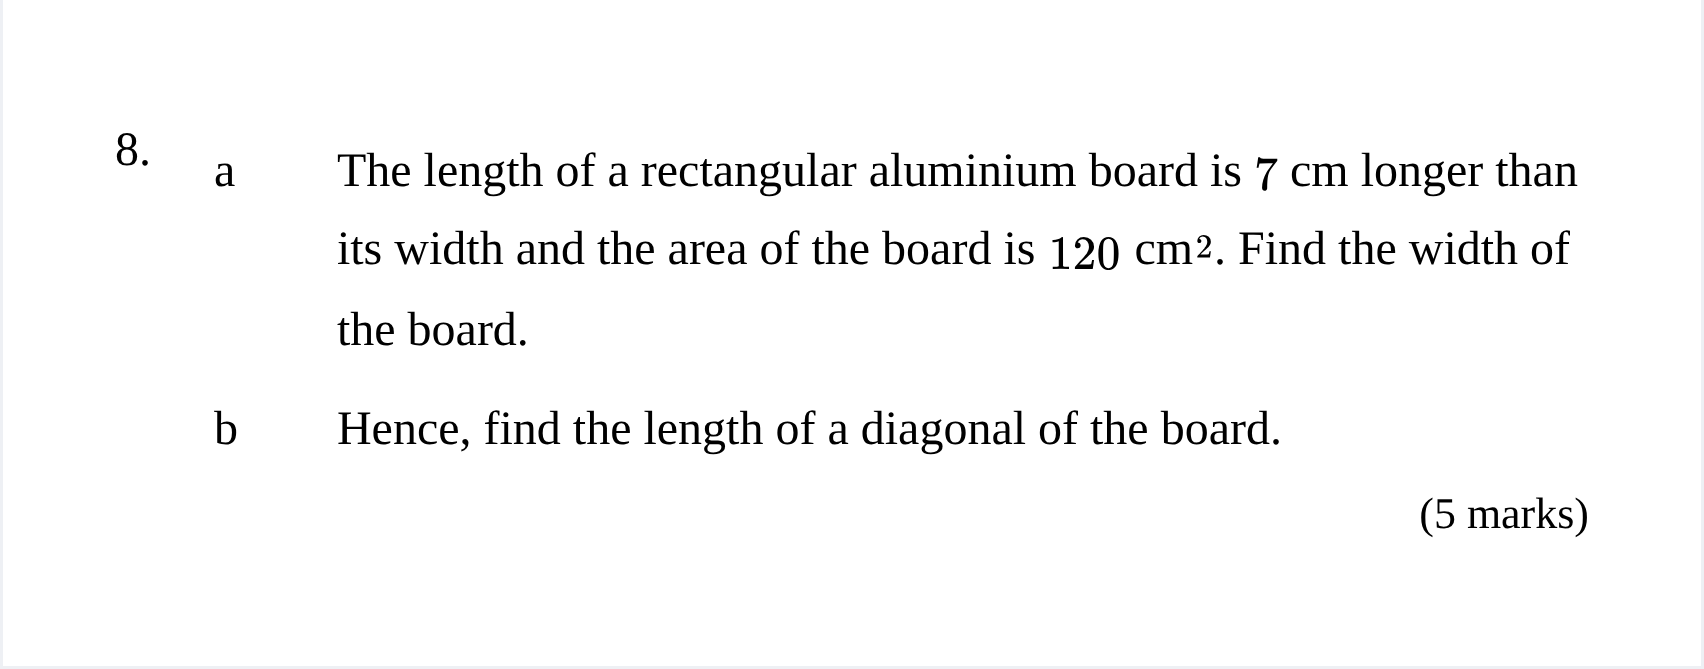 8. a The length of a rectangular aluminium board is 7 cm longer than
its width and the area of the board is 120 cm². Find the width of
the board.
b Hence, find the length of a diagonal of the board.
(5 marks)